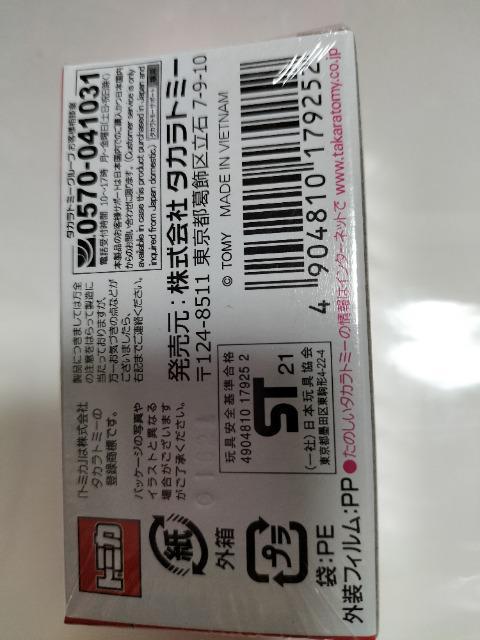 トミカ
「トミカ」は株式会社
タカラトミーの
登録商標です。
パッケージの写真や
イラストと異なる
場合がございます
がご了承ください。
製品につきましては万全
の注意をはらって製造に
当たっておりますが、
万一お気づきの点などが
ございましたら、
右記までご連絡ください。
タカラトミーグループ お客様相談室
0570-041031
電話受付時間 10〜17時 月〜金曜日(土・日・祝日除く)
本製品のお客様サポートは日本国内でのご購入かつ日本国内
からのお問い合わせに限ります。(Customer service is only
available in case this product purchased in Japan and
inquired from Japan domestic.)
発売元:株式会社タカラトミー
〒124-8511 東京都葛飾区立石 7-9-10
© TOMY MADE IN VIETNAM
紙
外箱
プラ
袋:PE
外装フィルム:PP
玩具安全基準合格
4904810 17925 2
ST
21
(一社)日本玩具協会
東京都墨田区東駒形4-22-4
4 904810 179252
●たのしいタカラトミーの情報はインターネットで www.takaratomy.co.jp